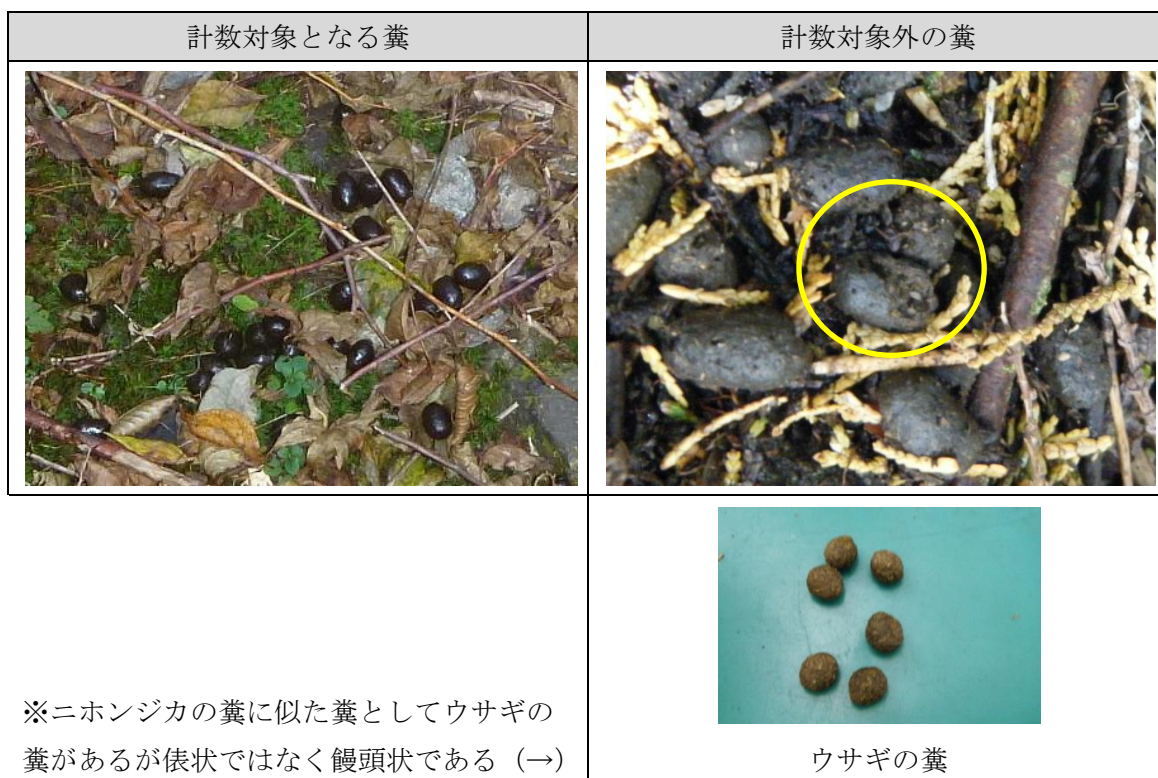 計数対象となる糞
計数対象外の糞
※ニホンジカの糞に似た糞としてウサギの
糞があるが俵状ではなく饅頭状である（→）
ウサギの糞